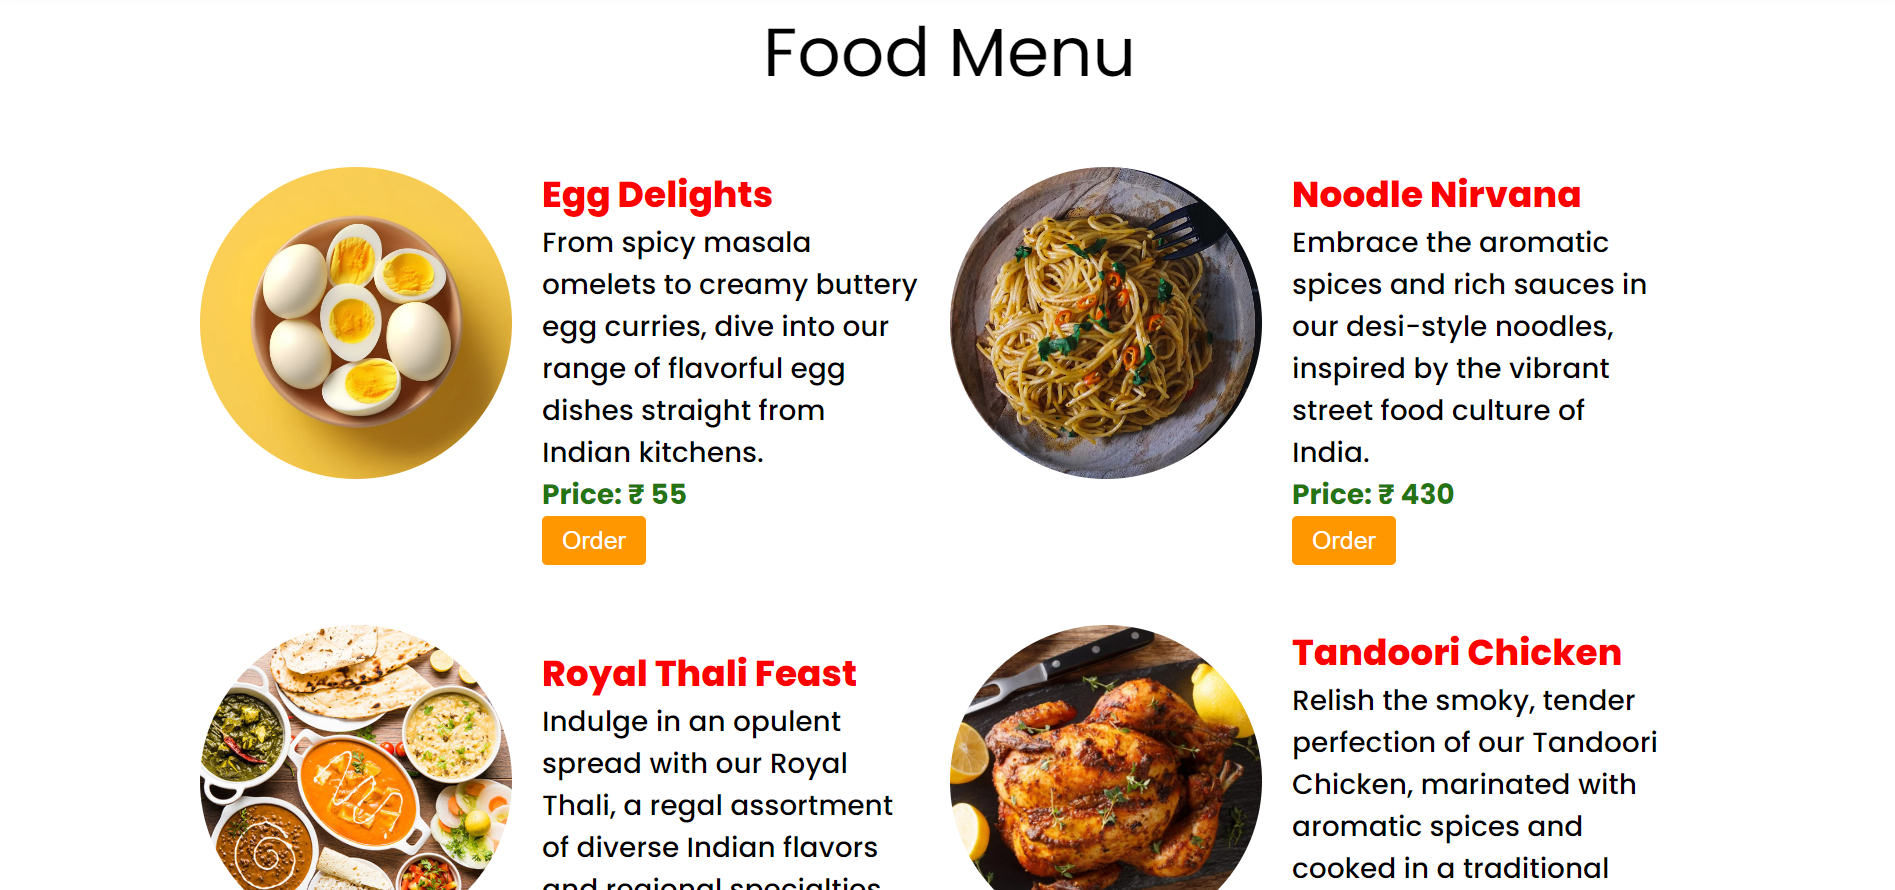 Food Menu
Egg Delights
From spicy masala
omelets to creamy buttery
egg curries, dive into our
range of flavorful egg
dishes straight from
Indian kitchens.
Price: ₹ 55
Order
Noodle Nirvana
Embrace the aromatic
spices and rich sauces in
our desi-style noodles,
inspired by the vibrant
street food culture of
India.
Price: ₹ 430
Order
Royal Thali Feast
Indulge in an opulent
spread with our Royal
Thali, a regal assortment
of diverse Indian flavors
and regional specialties
Tandoori Chicken
Relish the smoky, tender
perfection of our Tandoori
Chicken, marinated with
aromatic spices and
cooked in a traditional